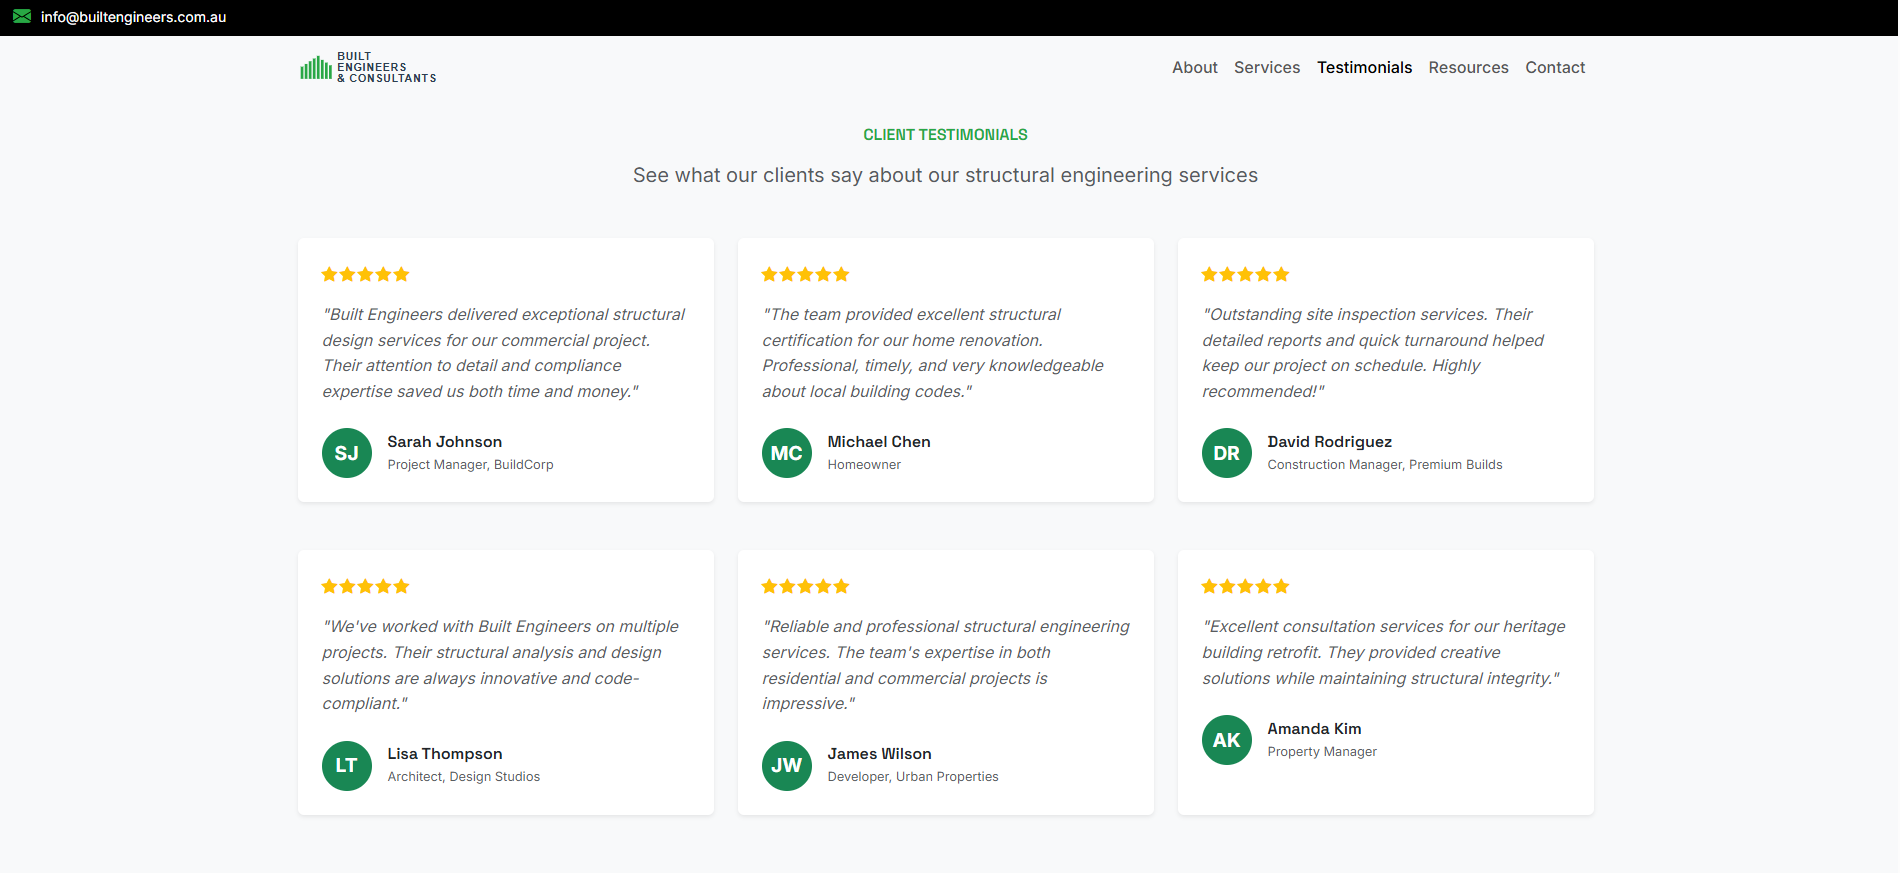 info@builtengineers.com.au
BUILT
ENGINEERS
& CONSULTANTS
About Services Testimonials Resources Contact
CLIENT TESTIMONIALS
See what our clients say about our structural engineering services
"Built Engineers delivered exceptional structural
design services for our commercial project.
Their attention to detail and compliance
expertise saved us both time and money."
SJ
Sarah Johnson
Project Manager, BuildCorp
"The team provided excellent structural
certification for our home renovation.
Professional, timely, and very knowledgeable
about local building codes."
MC
Michael Chen
Homeowner
"Outstanding site inspection services. Their
detailed reports and quick turnaround helped
keep our project on schedule. Highly
recommended!"
DR
David Rodriguez
Construction Manager, Premium Builds
"We've worked with Built Engineers on multiple
projects. Their structural analysis and design
solutions are always innovative and code-
compliant."
LT
Lisa Thompson
Architect, Design Studios
"Reliable and professional structural engineering
services. The team's expertise in both
residential and commercial projects is
impressive."
JW
James Wilson
Developer, Urban Properties
"Excellent consultation services for our heritage
building retrofit. They provided creative
solutions while maintaining structural integrity."
AK
Amanda Kim
Property Manager